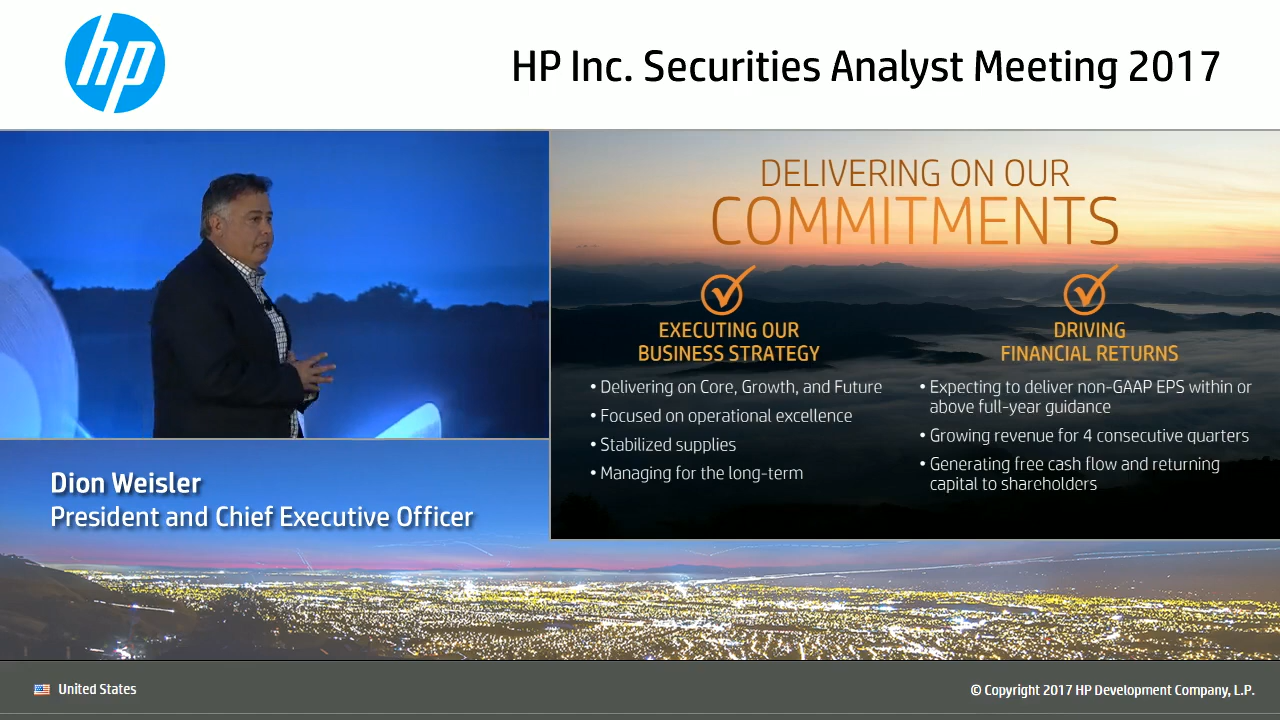 hp
HP Inc. Securities Analyst Meeting 2017
DELIVERING ON OUR
COMMITMENTS
EXECUTING OUR
BUSINESS STRATEGY
• Delivering on Core, Growth, and Future
• Focused on operational excellence
• Stabilized supplies
• Managing for the long-term
DRIVING
FINANCIAL RETURNS
• Expecting to deliver non-GAAP EPS within or
above full-year guidance
• Growing revenue for 4 consecutive quarters
• Generating free cash flow and returning
capital to shareholders
Dion Weisler
President and Chief Executive Officer
United States
© Copyright 2017 HP Development Company, L.P.